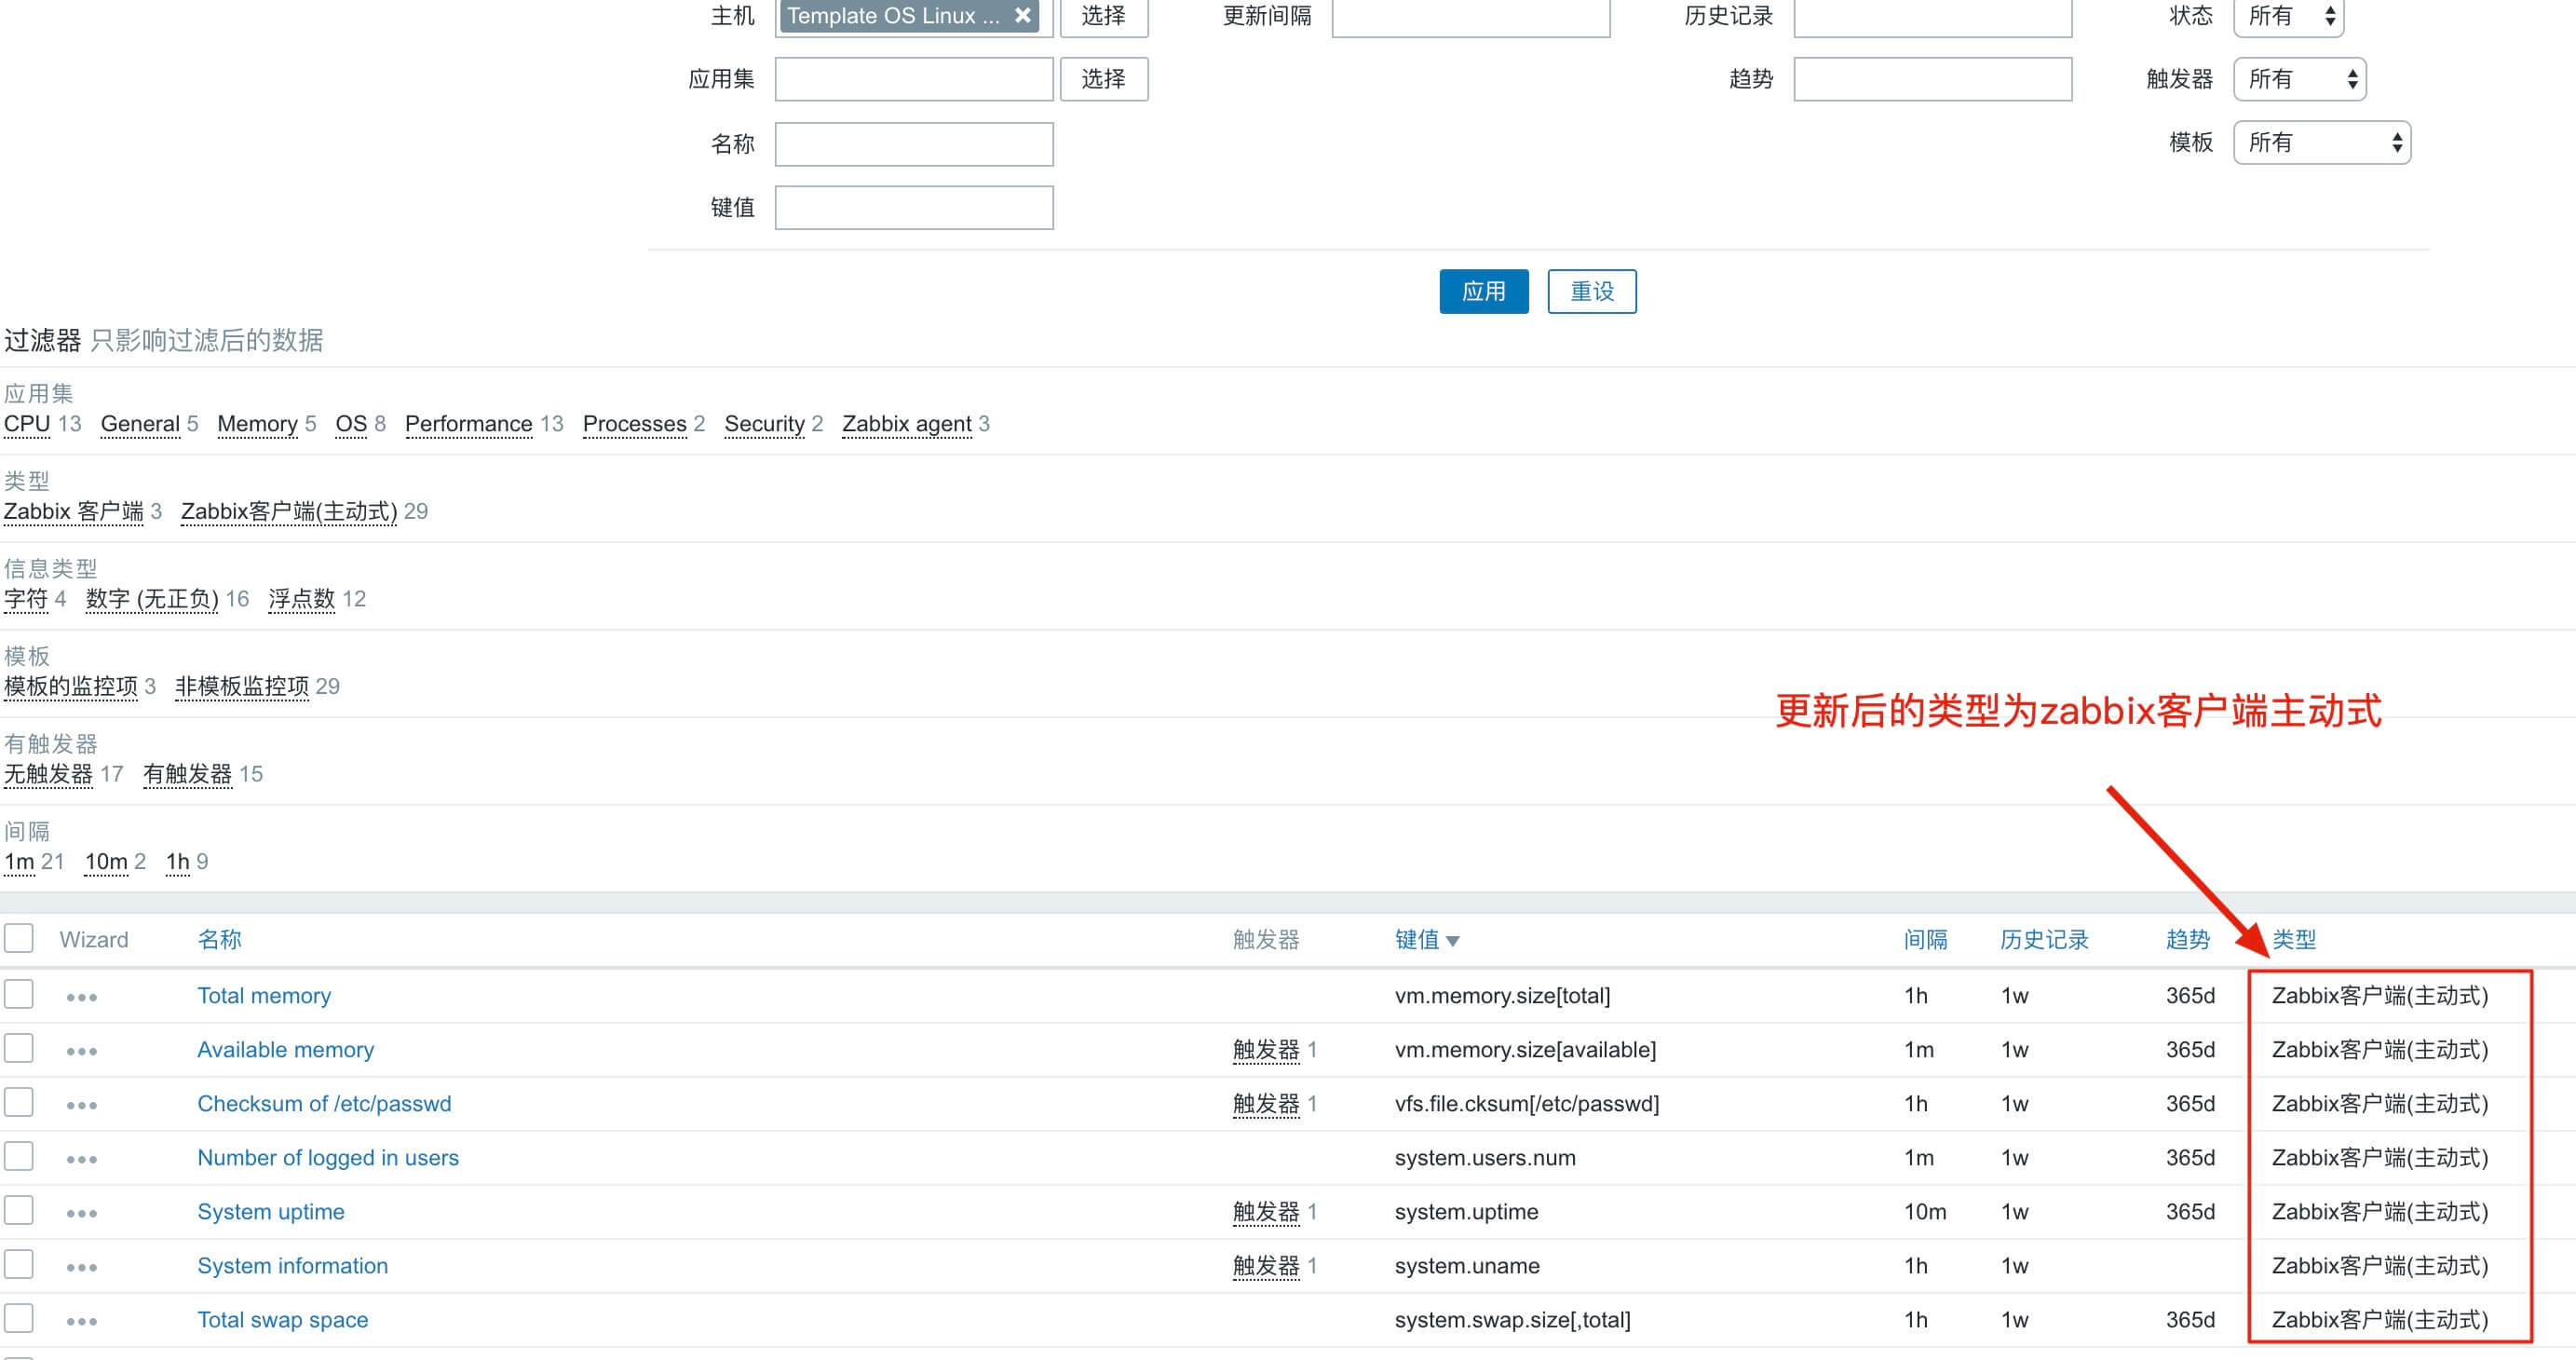 主机 Template OS Linux ... 选择 更新间隔 历史记录 状态 所有
应用集 选择 趋势 触发器 所有
名称 模板 所有
键值
应用 重设
过滤器 只影响过滤后的数据
应用集
CPU 13 General 5 Memory 5 OS 8 Performance 13 Processes 2 Security 2 Zabbix agent 3
类型
Zabbix 客户端 3 Zabbix客户端(主动式) 29
信息类型
字符 4 数字 (无正负) 16 浮点数 12
模板
模板的监控项 3 非模板监控项 29
更新后的类型为zabbix客户端主动式
有触发器
无触发器 17 有触发器 15
间隔
1m 21 10m 2 1h 9
Wizard 名称 触发器 键值 间隔 历史记录 趋势 类型
Total memory vm.memory.size[total] 1h 1w 365d Zabbix客户端(主动式)
Available memory 触发器 1 vm.memory.size[available] 1m 1w 365d Zabbix客户端(主动式)
Checksum of /etc/passwd 触发器 1 vfs.file.cksum[/etc/passwd] 1h 1w 365d Zabbix客户端(主动式)
Number of logged in users system.users.num 1m 1w 365d Zabbix客户端(主动式)
System uptime 触发器 1 system.uptime 10m 1w 365d Zabbix客户端(主动式)
System information 触发器 1 system.uname 1h 1w Zabbix客户端(主动式)
Total swap space system.swap.size[,total] 1h 1w 365d Zabbix客户端(主动式)